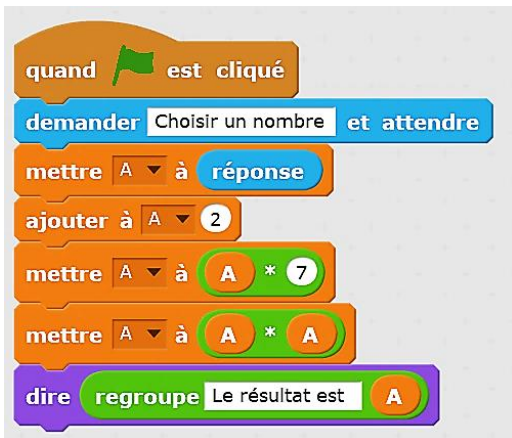 quand est cliqué
demander Choisir un nombre et attendre
mettre A à réponse
ajouter à A 2
mettre A à A * 7
mettre A à A * A
dire regroupe Le résultat est A